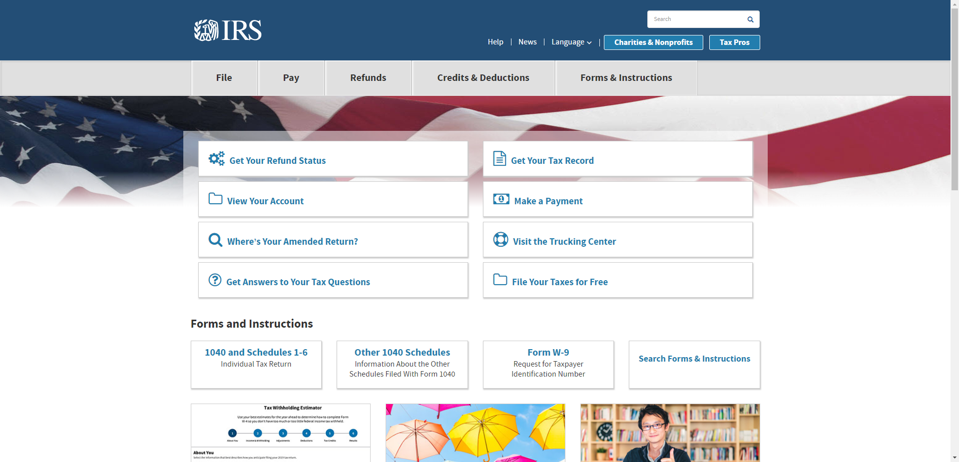 IRS
Search
Help | News | Language | Charities & Nonprofits Tax Pros
File Pay Refunds Credits & Deductions Forms & Instructions
Get Your Refund Status
Get Your Tax Record
View Your Account
Make a Payment
Where's Your Amended Return?
Visit the Trucking Center
Get Answers to Your Tax Questions
File Your Taxes for Free
Forms and Instructions
1040 and Schedules 1-6
Individual Tax Return
Other 1040 Schedules
Information About the Other
Schedules Filed With Form 1040
Form W-9
Request for Taxpayer
Identification Number
Search Forms & Instructions
Tax Withholding Estimator
About You